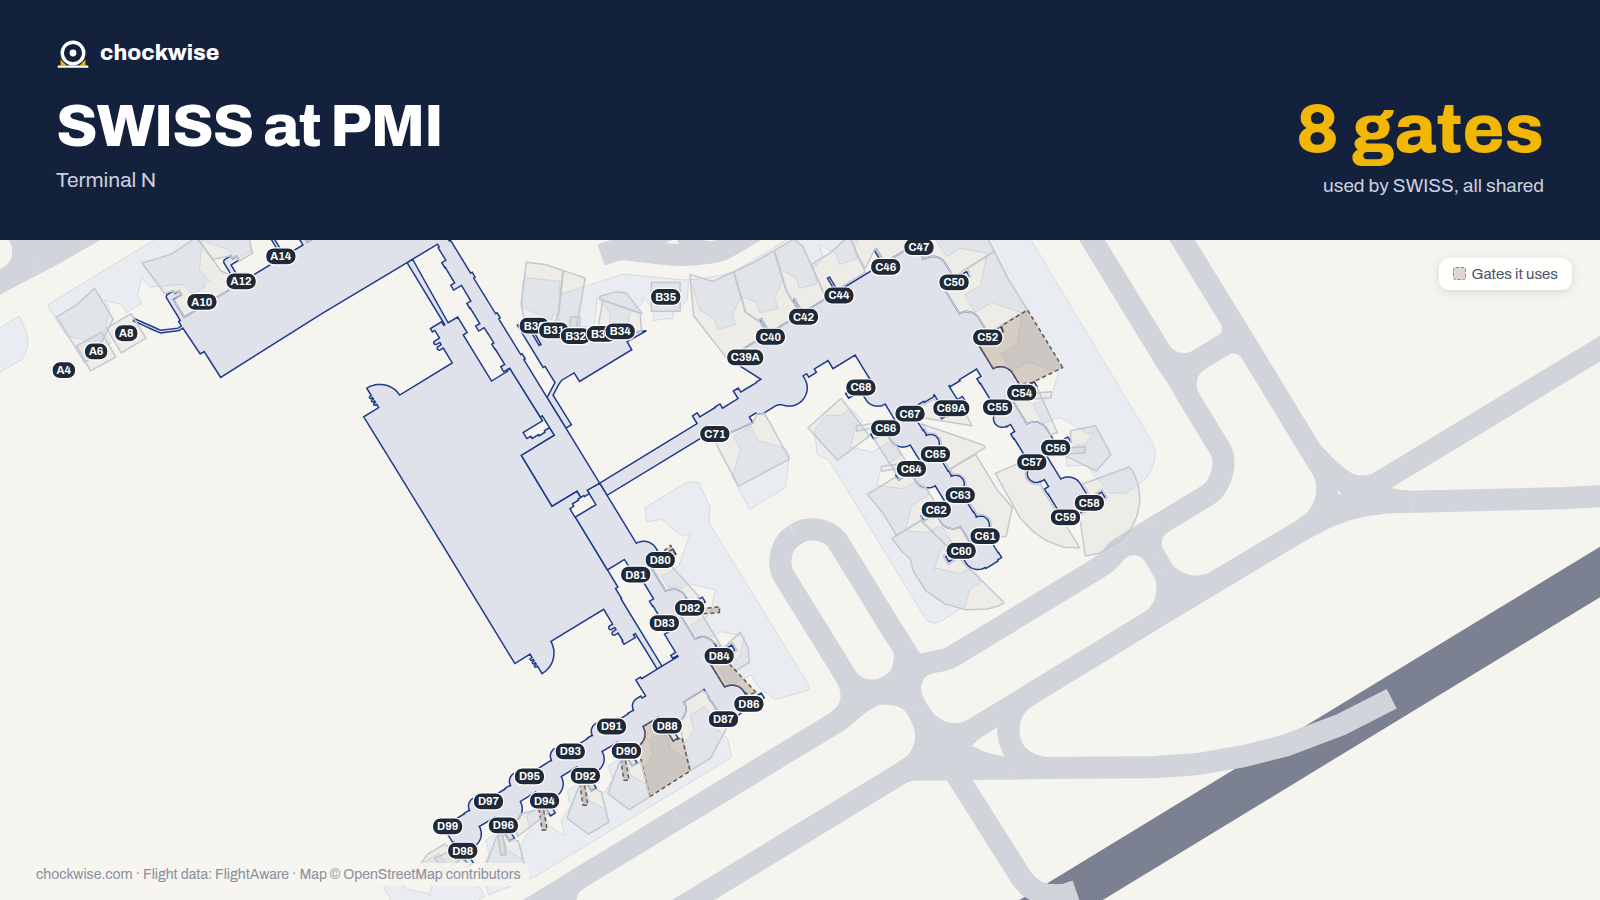 chockwise
SWISS at PMI
Terminal N
8 gates
used by SWISS, all shared
Gates it uses
C47
A14
C46
A12
C50
C44
B35
A10
C42
B31
B34
A8
B32
C40
C52
A6
C39A
A4
C68
C54
C69A
C55
C67
C66
C71
C56
C65
C57
C64
C63
C58
C62
C59
C61
C60
D80
D81
D82
D83
D84
D86
D87
D91
D88
D93
D90
D95
D92
D97
D94
D99
D96
D98
chockwise.com · Flight data: FlightAware · Map © OpenStreetMap contributors